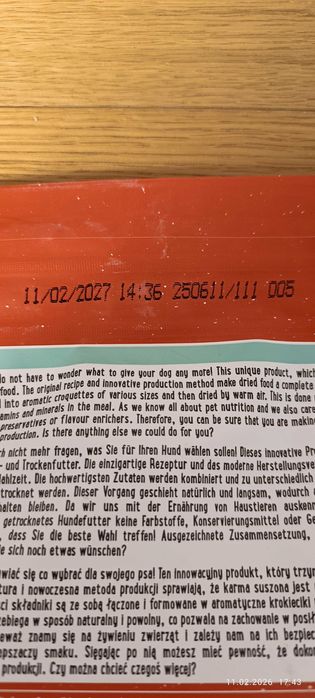 11/02/2027 14:36 250611/111 005
do not have to wonder what to give your dog any more! This unique product, which
food. The original recipe and innovative production method make dried food a complete
into aromatic croquettes of various sizes and then dried by warm air. This is done
amins and minerals in the meal. As we know all about pet nutrition and we also care
preservatives or flavour enrichers. Therefore, you can be sure that you are making
production. Is there anything else we could do for you?
ch nicht mehr fragen, was Sie für Ihren Hund wählen sollen! Dieses innovative Pr
- und Trockenfutter. Die einzigartige Rezeptur und das moderne Herstellungsve
ahlzeit. Die hochwertigsten Zutaten werden kombiniert und zu unterschiedlich
trocknet werden. Dieser Vorgang geschieht natürlich und langsam, wodurch
halten bleiben. Da wir uns mit der Ernährung von Haustieren auskenn
getrocknetes Hundefutter keine Farbstoffe, Konservierungsmittel oder Ge
, dass Sie die beste Wahl treffen! Ausgezeichnete Zusammensetzung,
e sich noch etwas wünschen?
wiać się co wybrać dla swojego psa! Ten innowacyjny produkt, który trzy
tura i nowoczesna metoda produkcji sprawiają, że karma suszona jest
ci składniki są ze sobą łączone i formowane w aromatyczne krokieciki
zebiega w sposób naturalny i powolny, co pozwala na zachowanie w posił
eważ znamy się na żywieniu zwierząt i zależy nam na ich bezpiec
epszaczy smaku. Sięgając po nią możesz mieć pewność, że doko
produkcji. Czy można chcieć czegoś więcej?
11.02.2026 17:43